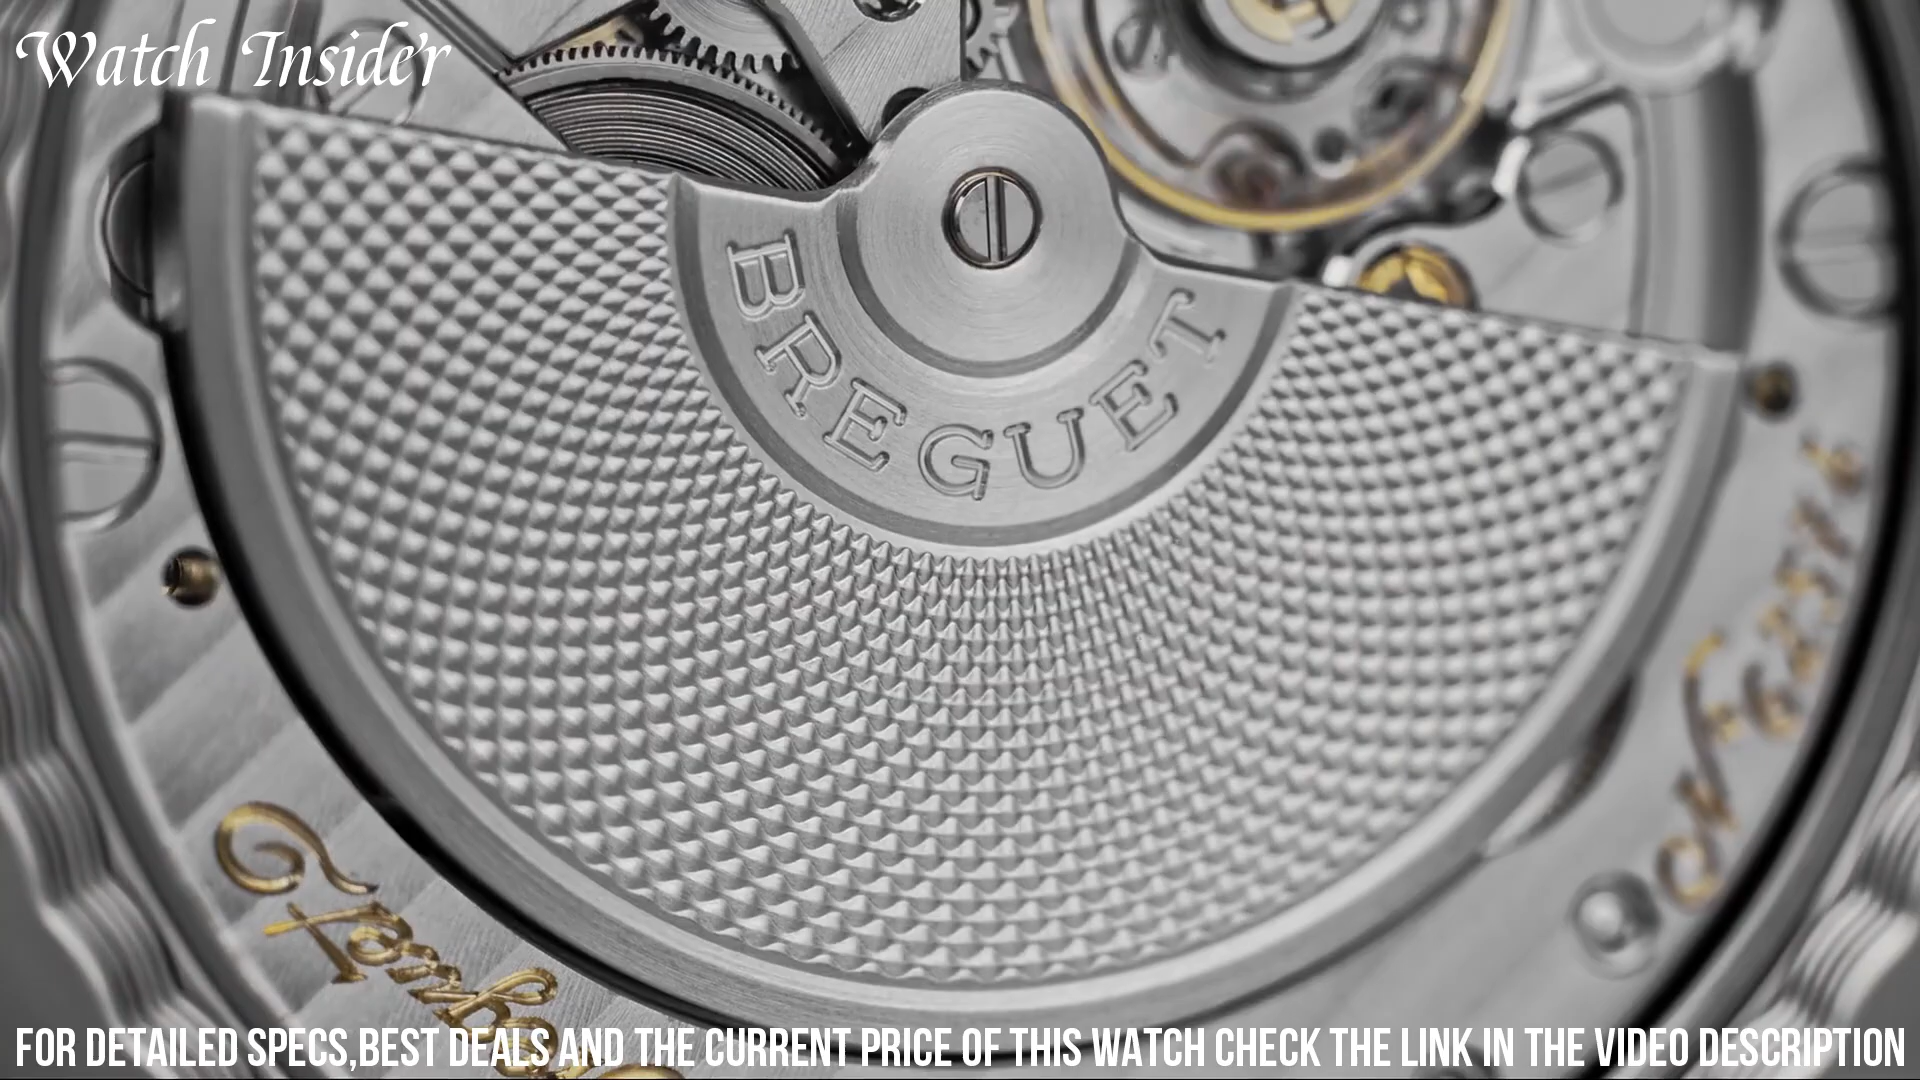 Watch Insider
BREGUET
FOR DETAILED SPECS,BEST DEALS AND THE CURRENT PRICE OF THIS WATCH CHECK THE LINK IN THE VIDEO DESCRIPTION